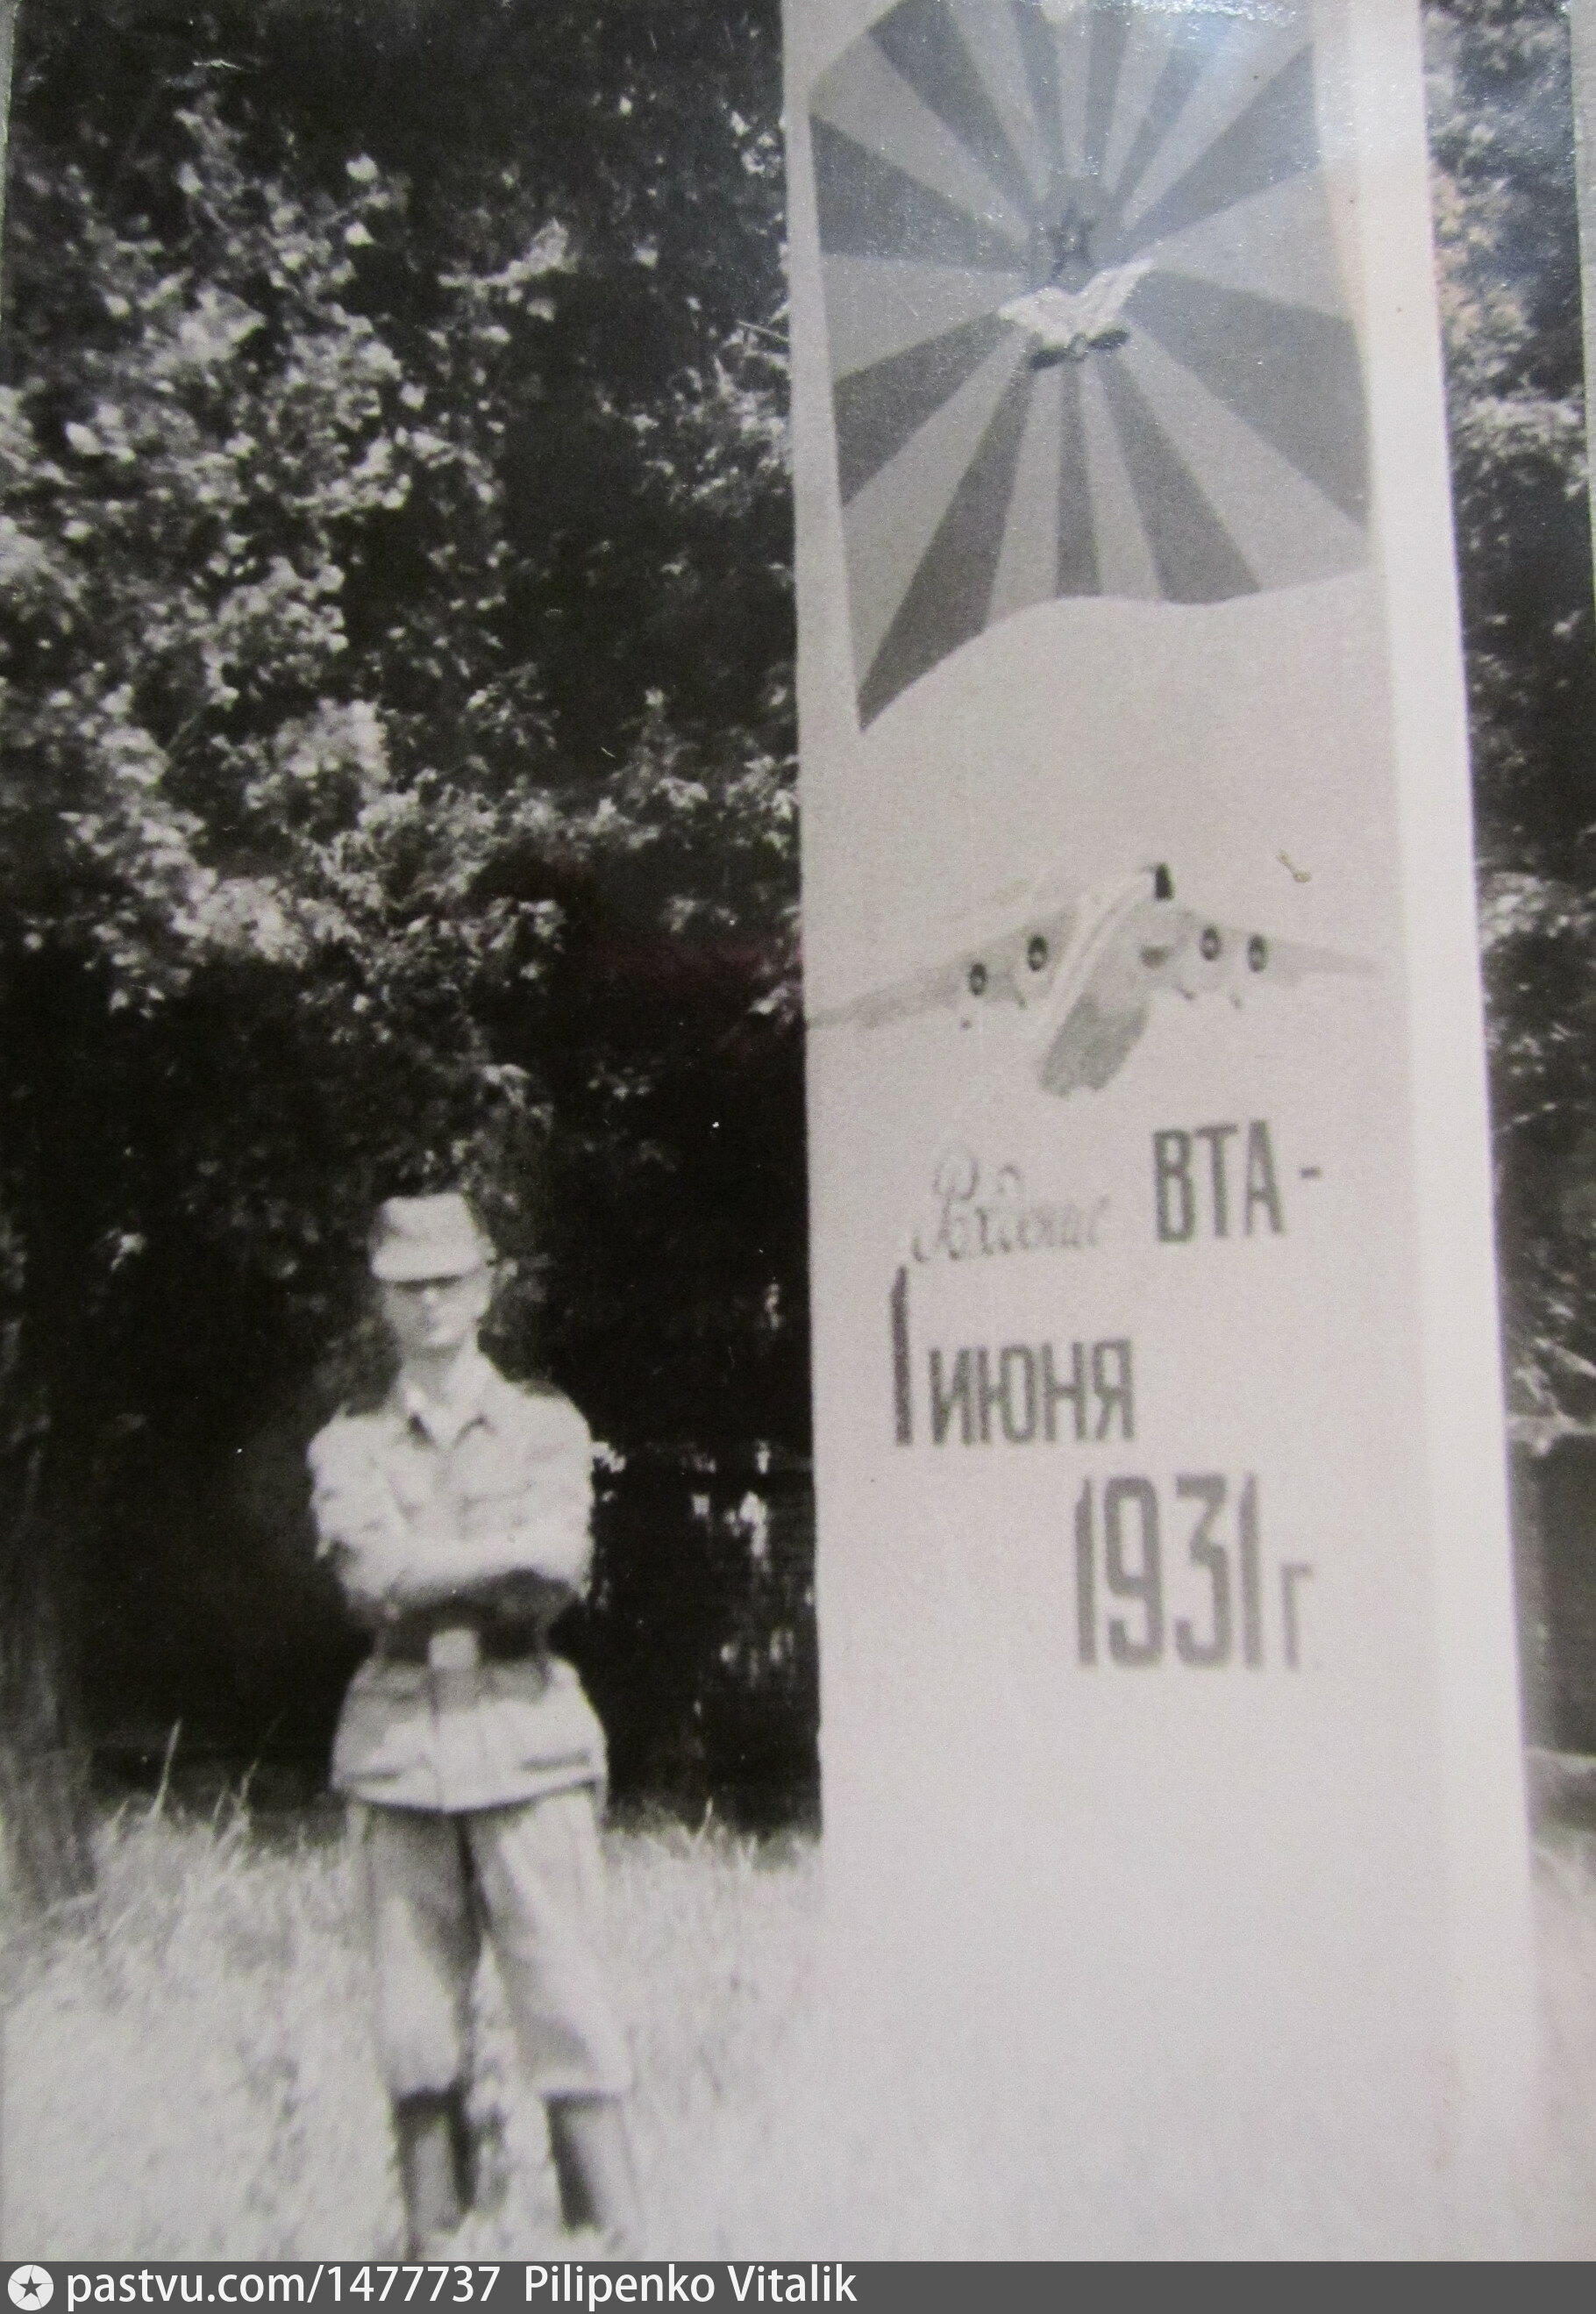 Рождение ВТА-
1 ИЮНЯ
1931 г.
pastvu.com/1477737 Pilipenko Vitalik